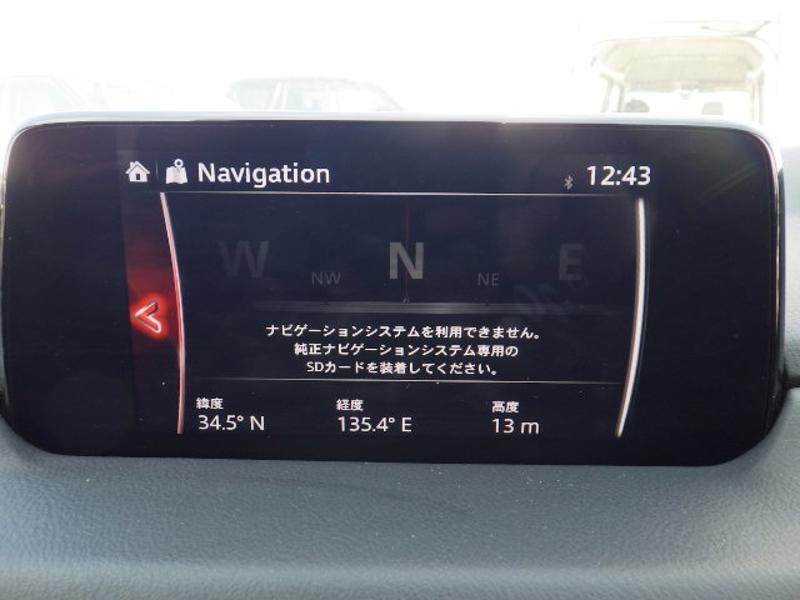 Navigation 12:43
W NW N NE E
ナビゲーションシステムを利用できません。
純正ナビゲーションシステム専用の
SDカードを装着してください。
緯度 経度 高度
34.5° N 135.4° E 13 m